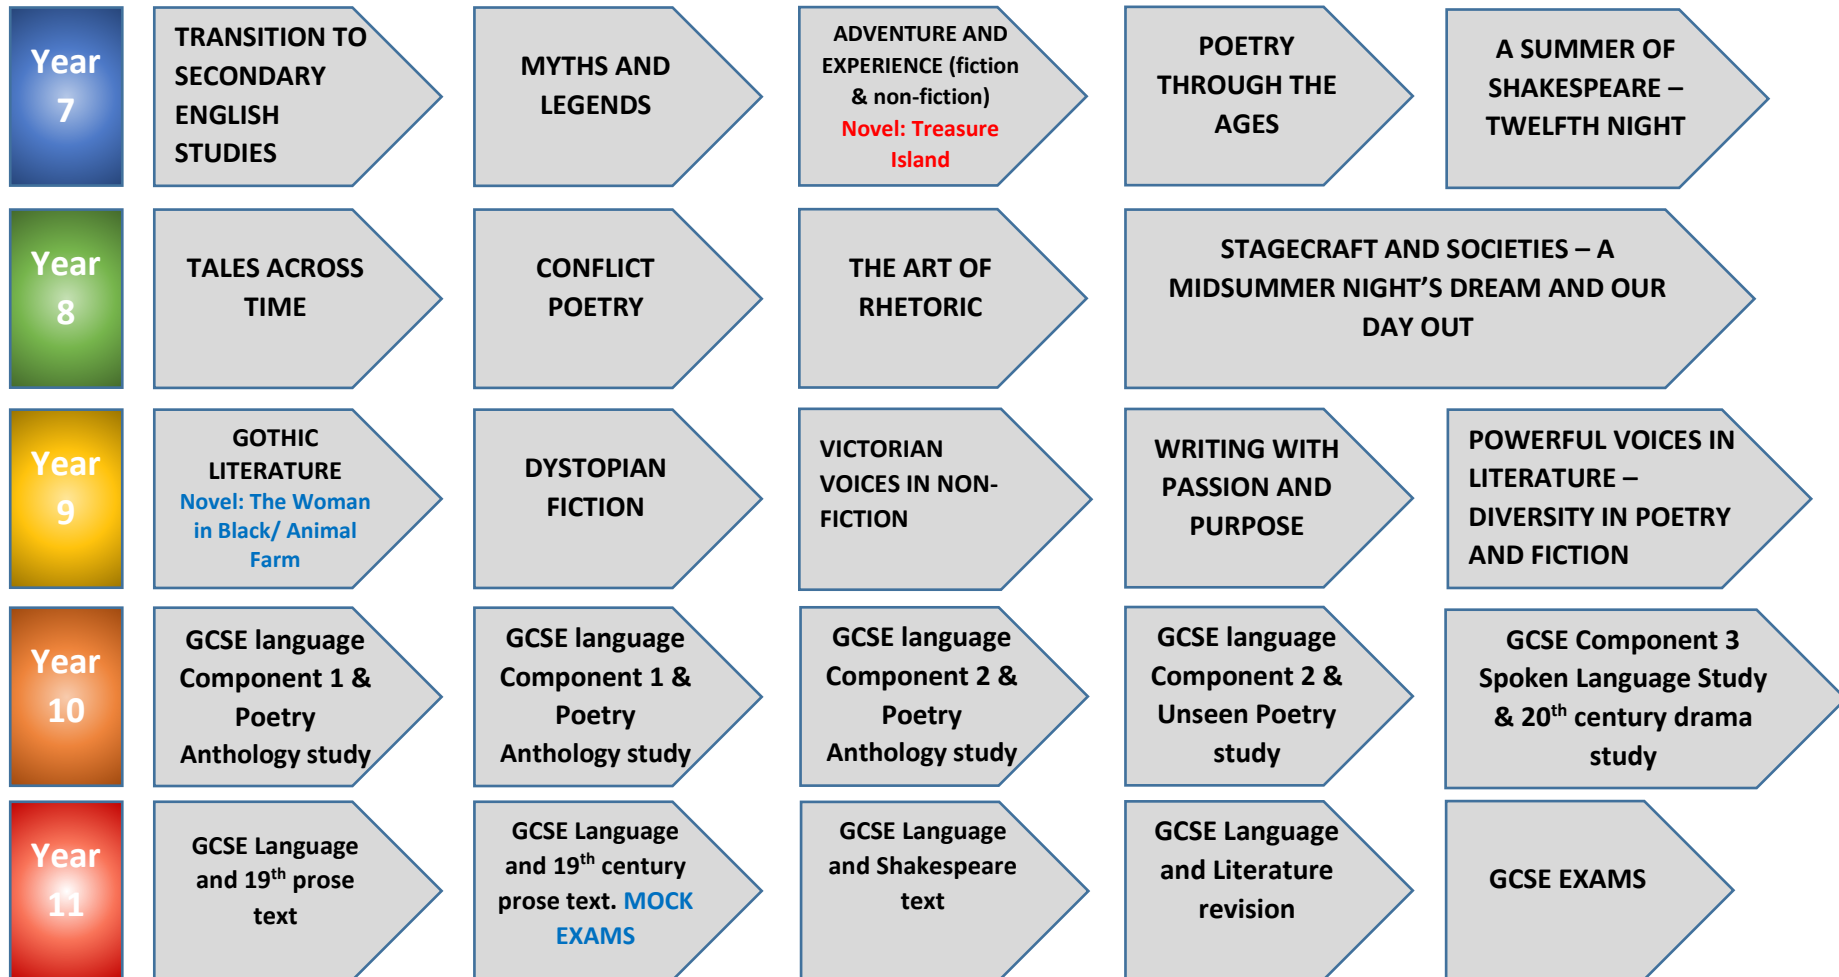 Year
7
TRANSITION TO
SECONDARY
ENGLISH
STUDIES
MYTHS AND
LEGENDS
ADVENTURE AND
EXPERIENCE (fiction
& non-fiction)
Novel: Treasure
Island
POETRY
THROUGH THE
AGES
A SUMMER OF
SHAKESPEARE –
TWELFTH NIGHT
Year
8
TALES ACROSS
TIME
CONFLICT
POETRY
THE ART OF
RHETORIC
STAGECRAFT AND SOCIETIES – A
MIDSUMMER NIGHT’S DREAM AND OUR
DAY OUT
Year
9
GOTHIC
LITERATURE
Novel: The Woman
in Black/ Animal
Farm
DYSTOPIAN
FICTION
VICTORIAN
VOICES IN NON-
FICTION
WRITING WITH
PASSION AND
PURPOSE
POWERFUL VOICES IN
LITERATURE –
DIVERSITY IN POETRY
AND FICTION
Year
10
GCSE language
Component 1 &
Poetry
Anthology study
GCSE language
Component 1 &
Poetry
Anthology study
GCSE language
Component 2 &
Poetry
Anthology study
GCSE language
Component 2 &
Unseen Poetry
study
GCSE Component 3
Spoken Language Study
& 20th century drama
study
Year
11
GCSE Language
and 19th prose
text
GCSE Language
and 19th century
prose text. MOCK
EXAMS
GCSE Language
and Shakespeare
text
GCSE Language
and Literature
revision
GCSE EXAMS